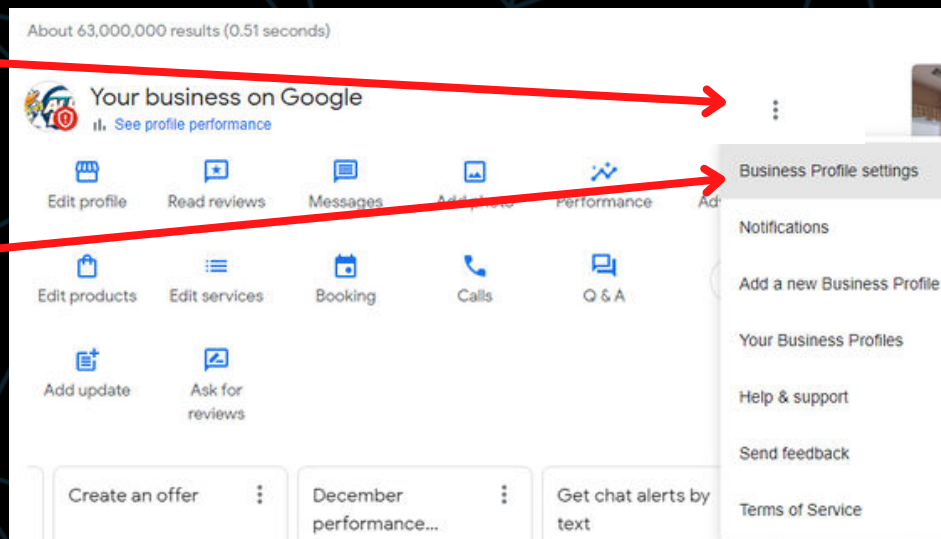 About 63,000,000 results (0.51 seconds)
Your business on Google
See profile performance
Edit profile
Read reviews
Messages
Add photo
Performance
Edit products
Edit services
Booking
Calls
Q & A
Add update
Ask for
reviews
Business Profile settings
Notifications
Add a new Business Profile
Your Business Profiles
Help & support
Send feedback
Terms of Service
Create an offer
December
performance...
Get chat alerts by
text